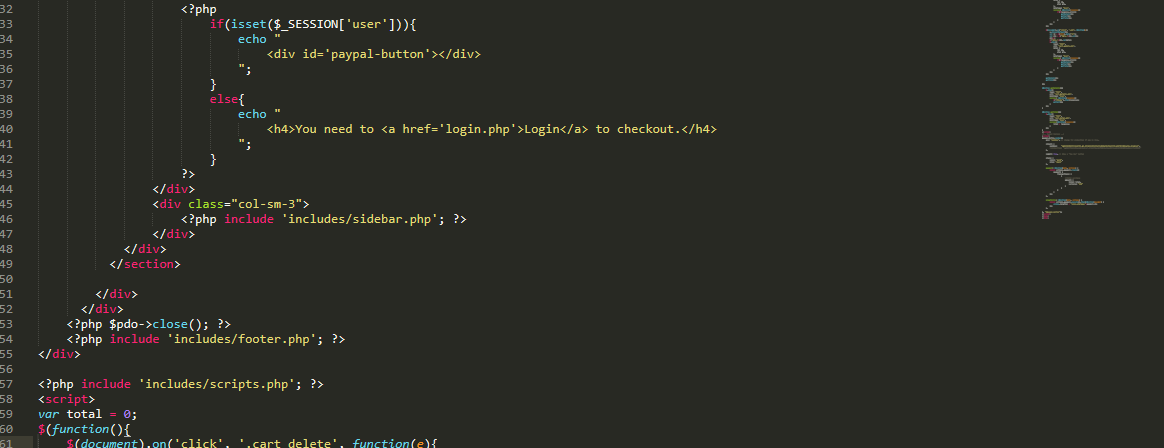 32 <?php
33 if(isset($_SESSION['user'])){
34 echo "
35 <div id='paypal-button'></div>
36 ";
37 }
38 else{
39 echo "
40 <h4>You need to <a href='login.php'>Login</a> to checkout.</h4>
41 ";
42 }
43 ?>
44 </div>
45 <div class="col-sm-3">
46 <?php include 'includes/sidebar.php'; ?>
47 </div>
48 </div>
49 </section>
50
51 </div>
52 </div>
53 <?php $pdo->close(); ?>
54 <?php include 'includes/footer.php'; ?>
55 </div>
56
57 <?php include 'includes/scripts.php'; ?>
58 <script>
59 var total = 0;
60 $(function(){
61 $(document).on('click', '.cart_delete', function(e){